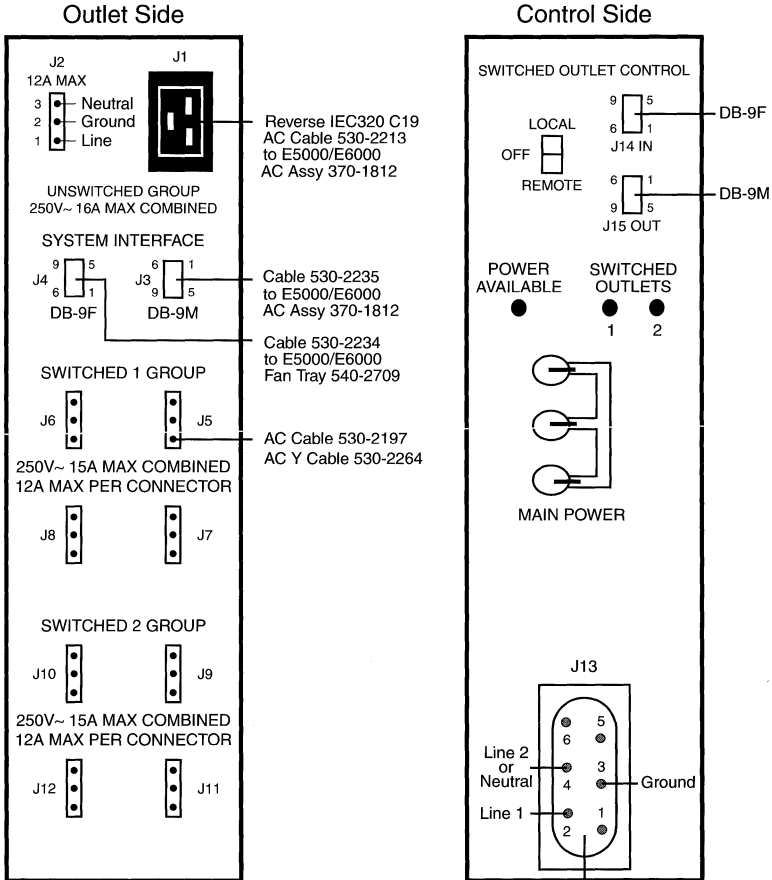 Outlet Side
J2
12A MAX
3 Neutral
2 Ground
1 Line
J1
Reverse IEC320 C19
AC Cable 530-2213
to E5000/E6000
AC Assy 370-1812
UNSWITCHED GROUP
250V~ 16A MAX COMBINED
SYSTEM INTERFACE
9 5
J4
6 1
DB-9F
6 1
J3
9 5
DB-9M
Cable 530-2235
to E5000/E6000
AC Assy 370-1812
Cable 530-2234
to E5000/E6000
Fan Tray 540-2709
SWITCHED 1 GROUP
J6
J5
AC Cable 530-2197
AC Y Cable 530-2264
250V~ 15A MAX COMBINED
12A MAX PER CONNECTOR
J8
J7
SWITCHED 2 GROUP
J10
J9
250V~ 15A MAX COMBINED
12A MAX PER CONNECTOR
J12
J11
Control Side
SWITCHED OUTLET CONTROL
LOCAL
OFF
REMOTE
9 5
6 1
J14 IN
DB-9F
6 1
9 5
J15 OUT
DB-9M
POWER
AVAILABLE
SWITCHED
OUTLETS
1 2
MAIN POWER
J13
5
6
Line 2
or
Neutral
3
4
Ground
Line 1
1
2